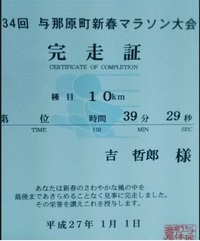 34回 与那原町新春マラソン大会
完走証
CERTIFICATE OF COMPLETION
種目 10km
第 位 時間 39分 29秒
TIME HR MIN SEC
吉 哲郎 様
あなたは新春のさわやかな風の中を
最後まであきらめることなく見事に完走しました。
その栄誉を讃えこれを授与します。
平成27年 1月1日